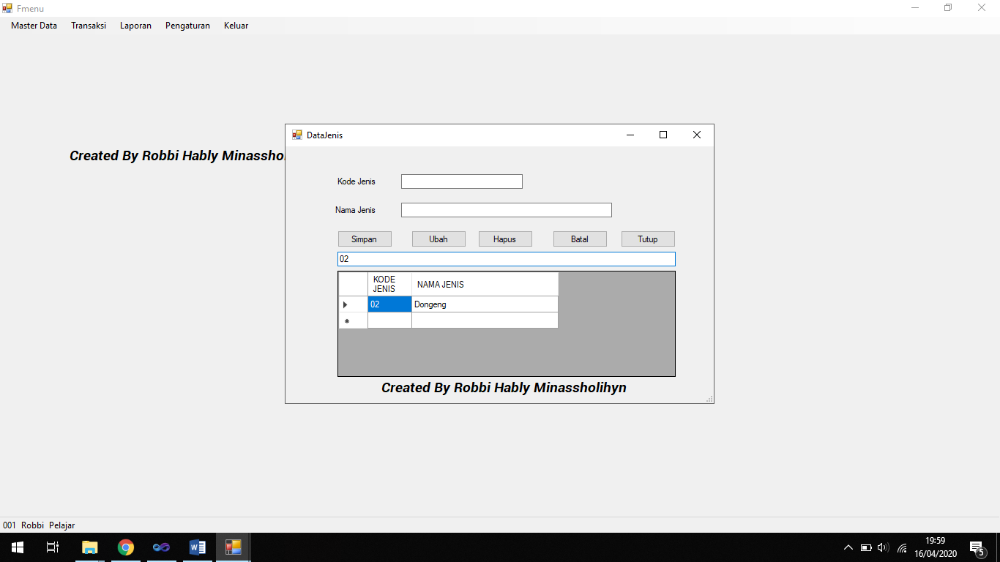 Fmenu
Master Data Transaksi Laporan Pengaturan Keluar
DataJenis
Created By Robbi Hably Minasshol
Kode Jenis
Nama Jenis
Simpan Ubah Hapus Batal Tutup
02
KODE JENIS NAMA JENIS
02 Dongeng
Created By Robbi Hably Minassholihyn
001 Robbi Pelajar
19:59
16/04/2020
5